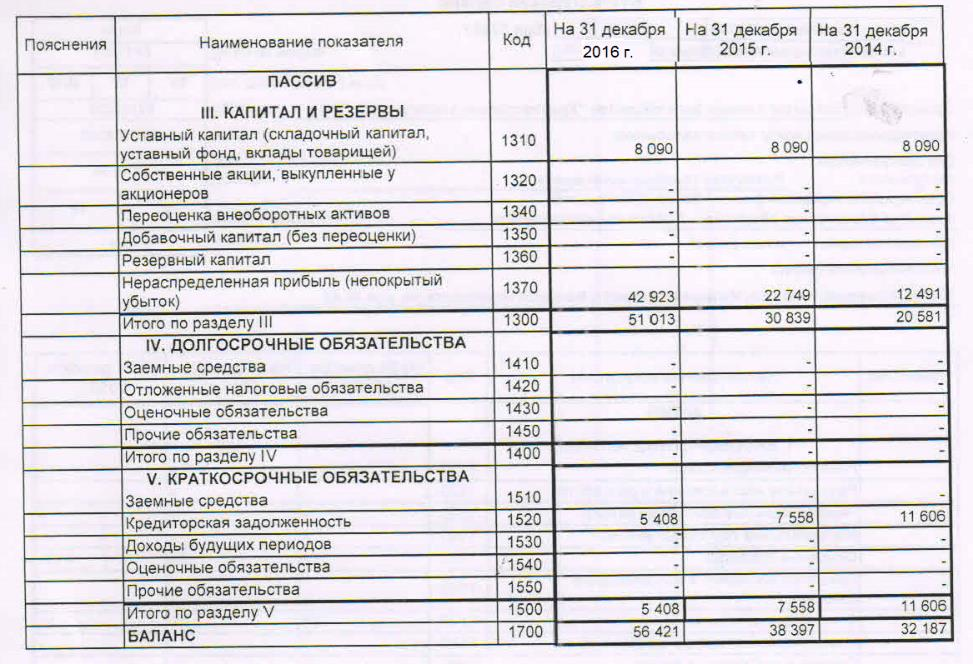 Пояснения Наименование показателя Код На 31 декабря 2016 г. На 31 декабря 2015 г. На 31 декабря 2014 г.
ПАССИВ
III. КАПИТАЛ И РЕЗЕРВЫ
Уставный капитал (складочный капитал,
уставный фонд, вклады товарищей) 1310 8 090 8 090 8 090
Собственные акции, выкупленные у
акционеров 1320 - - -
Переоценка внеоборотных активов 1340 - - -
Добавочный капитал (без переоценки) 1350 - - -
Резервный капитал 1360 - - -
Нераспределенная прибыль (непокрытый
убыток) 1370 42 923 22 749 12 491
Итого по разделу III 1300 51 013 30 839 20 581
IV. ДОЛГОСРОЧНЫЕ ОБЯЗАТЕЛЬСТВА
Заемные средства 1410 - - -
Отложенные налоговые обязательства 1420 - - -
Оценочные обязательства 1430 - - -
Прочие обязательства 1450 - - -
Итого по разделу IV 1400 - - -
V. КРАТКОСРОЧНЫЕ ОБЯЗАТЕЛЬСТВА
Заемные средства 1510 - - -
Кредиторская задолженность 1520 5 408 7 558 11 606
Доходы будущих периодов 1530 - - -
Оценочные обязательства 1540 - - -
Прочие обязательства 1550 - - -
Итого по разделу V 1500 5 408 7 558 11 606
БАЛАНС 1700 56 421 38 397 32 187